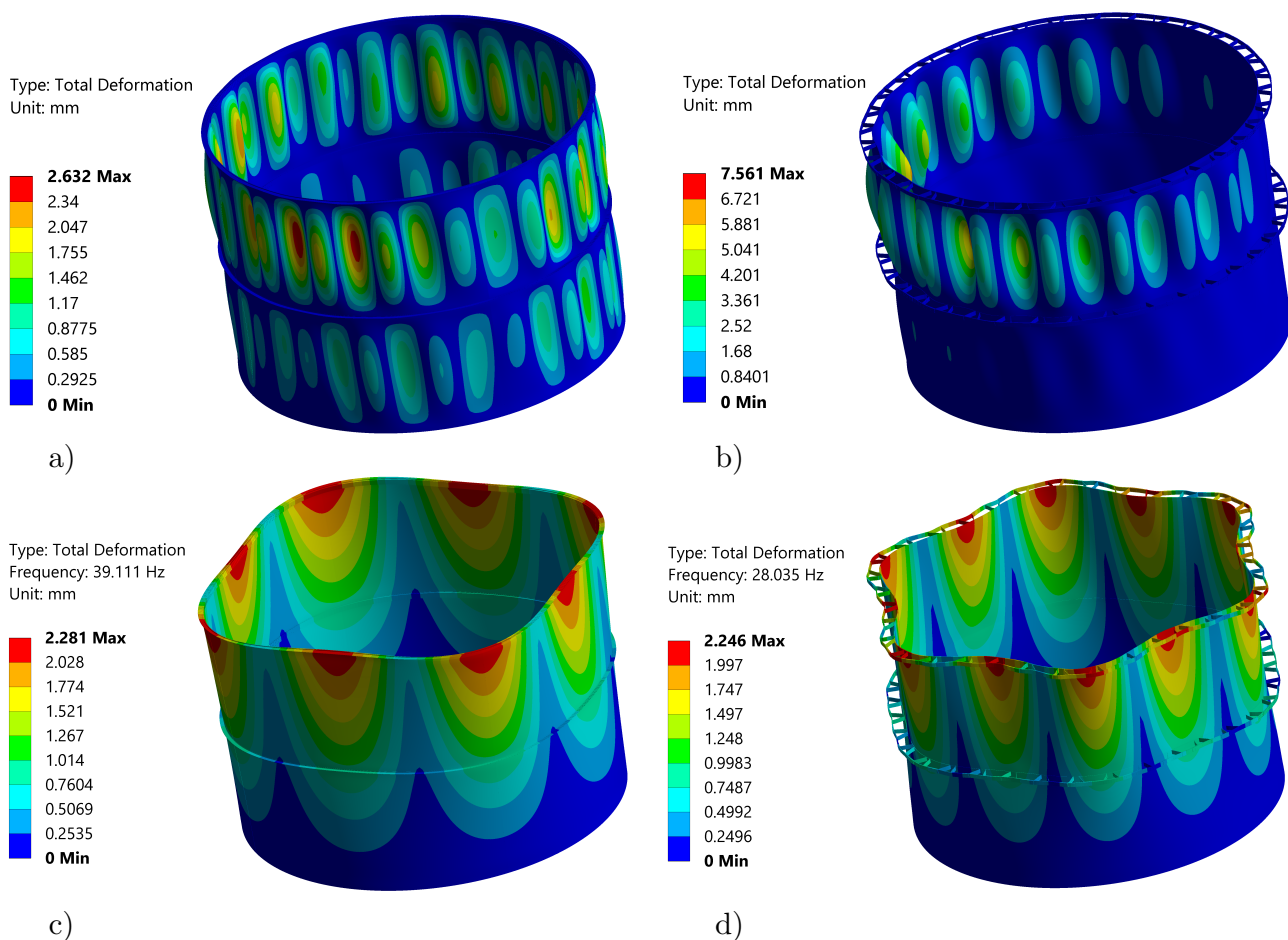 Type: Total Deformation
Unit: mm
2.632 Max
2.34
2.047
1.755
1.462
1.17
0.8775
0.585
0.2925
0 Min
a)
Type: Total Deformation
Unit: mm
7.561 Max
6.721
5.881
5.041
4.201
3.361
2.52
1.68
0.8401
0 Min
b)
Type: Total Deformation
Frequency: 39.111 Hz
Unit: mm
2.281 Max
2.028
1.774
1.521
1.267
1.014
0.7604
0.5069
0.2535
0 Min
c)
Type: Total Deformation
Frequency: 28.035 Hz
Unit: mm
2.246 Max
1.997
1.747
1.497
1.248
0.9983
0.7487
0.4992
0.2496
0 Min
d)